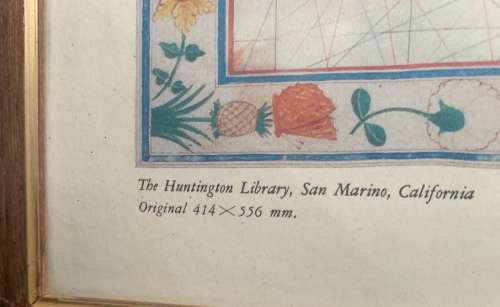 The Huntington Library, San Marino, California
Original 414×556 mm.